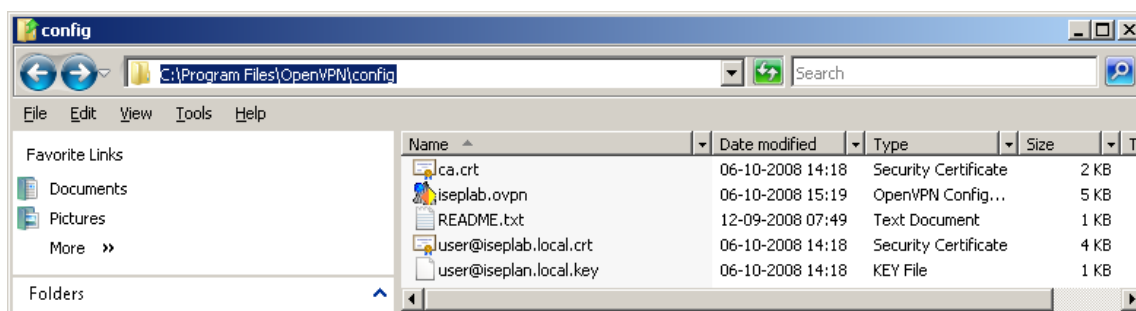 config
C:\Program Files\OpenVPN\config
Search
File Edit View Tools Help
Favorite Links
Documents
Pictures
More »
Folders
Name Date modified Type Size T
ca.crt 06-10-2008 14:18 Security Certificate 2 KB
iseplab.ovpn 06-10-2008 15:19 OpenVPN Config... 5 KB
README.txt 12-09-2008 07:49 Text Document 1 KB
user@iseplab.local.crt 06-10-2008 14:18 Security Certificate 4 KB
user@iseplan.local.key 06-10-2008 14:18 KEY File 1 KB